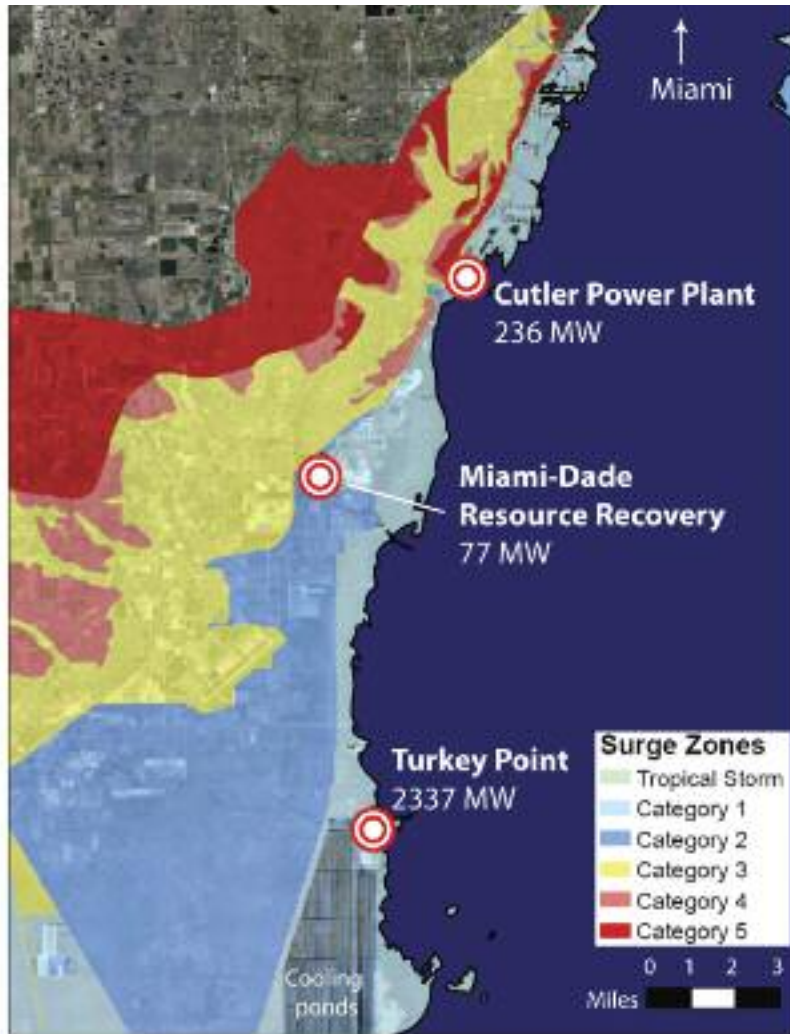 Miami
Cutler Power Plant
236 MW
Miami-Dade
Resource Recovery
77 MW
Turkey Point
2337 MW
Surge Zones
Tropical Storm
Category 1
Category 2
Category 3
Category 4
Category 5
Cooling
ponds
0 1 2 3
Miles